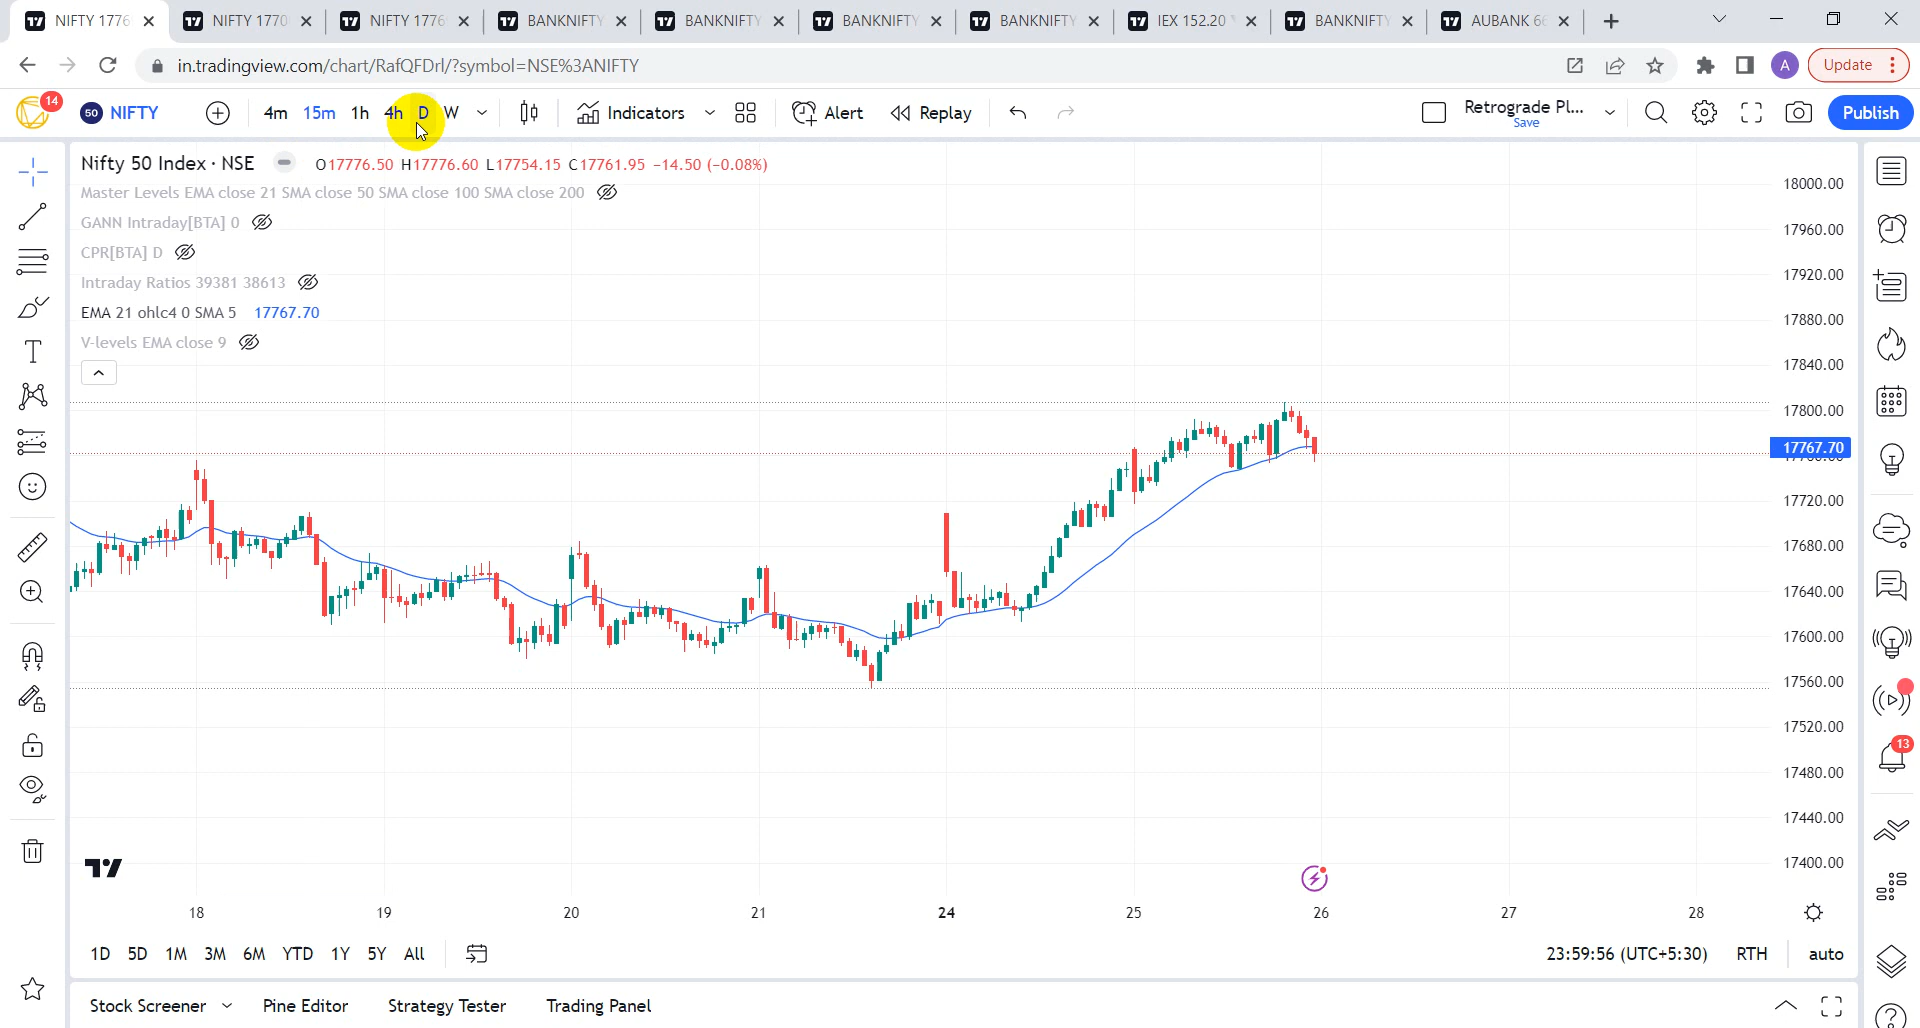 NIFTY 1776 NIFTY 1770 NIFTY 1776 BANKNIFTY BANKNIFTY BANKNIFTY BANKNIFTY IEX 152.20 BANKNIFTY AUBANK 66
in.tradingview.com/chart/RafQFDrl/?symbol=NSE%3ANIFTY A Update
14 50 NIFTY 4m 15m 1h 4h D W Indicators Alert Replay Retrograde Pl... Save Publish
Nifty 50 Index · NSE O17776.50 H17776.60 L17754.15 C17761.95 −14.50 (−0.08%)
Master Levels EMA close 21 SMA close 50 SMA close 100 SMA close 200
GANN Intraday[BTA] 0
CPR[BTA] D
Intraday Ratios 39381 38613
EMA 21 ohlc4 0 SMA 5 17767.70
V-levels EMA close 9
18000.00
17960.00
17920.00
17880.00
17840.00
17800.00
17767.70
17720.00
17680.00
17640.00
17600.00
17560.00
17520.00
17480.00
17440.00
17400.00
13
18 19 20 21 24 25 26 27 28
1D 5D 1M 3M 6M YTD 1Y 5Y All 23:59:56 (UTC+5:30) RTH auto
Stock Screener Pine Editor Strategy Tester Trading Panel